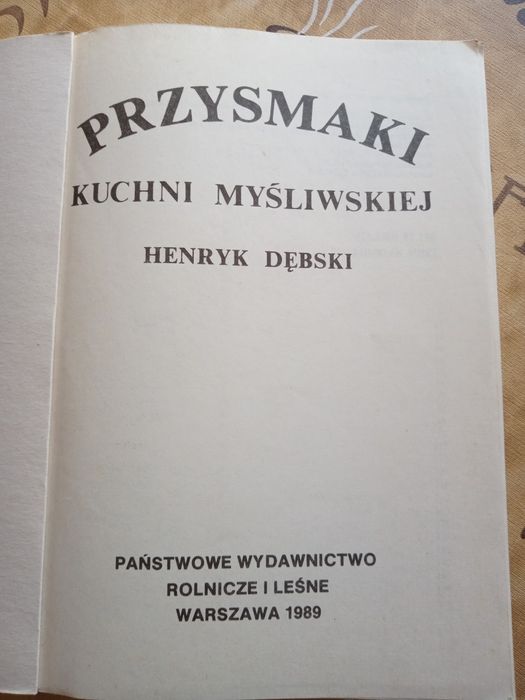 PRZYSMAKI
KUCHNI MYŚLIWSKIEJ
HENRYK DĘBSKI
PAŃSTWOWE WYDAWNICTWO
ROLNICZE I LEŚNE
WARSZAWA 1989